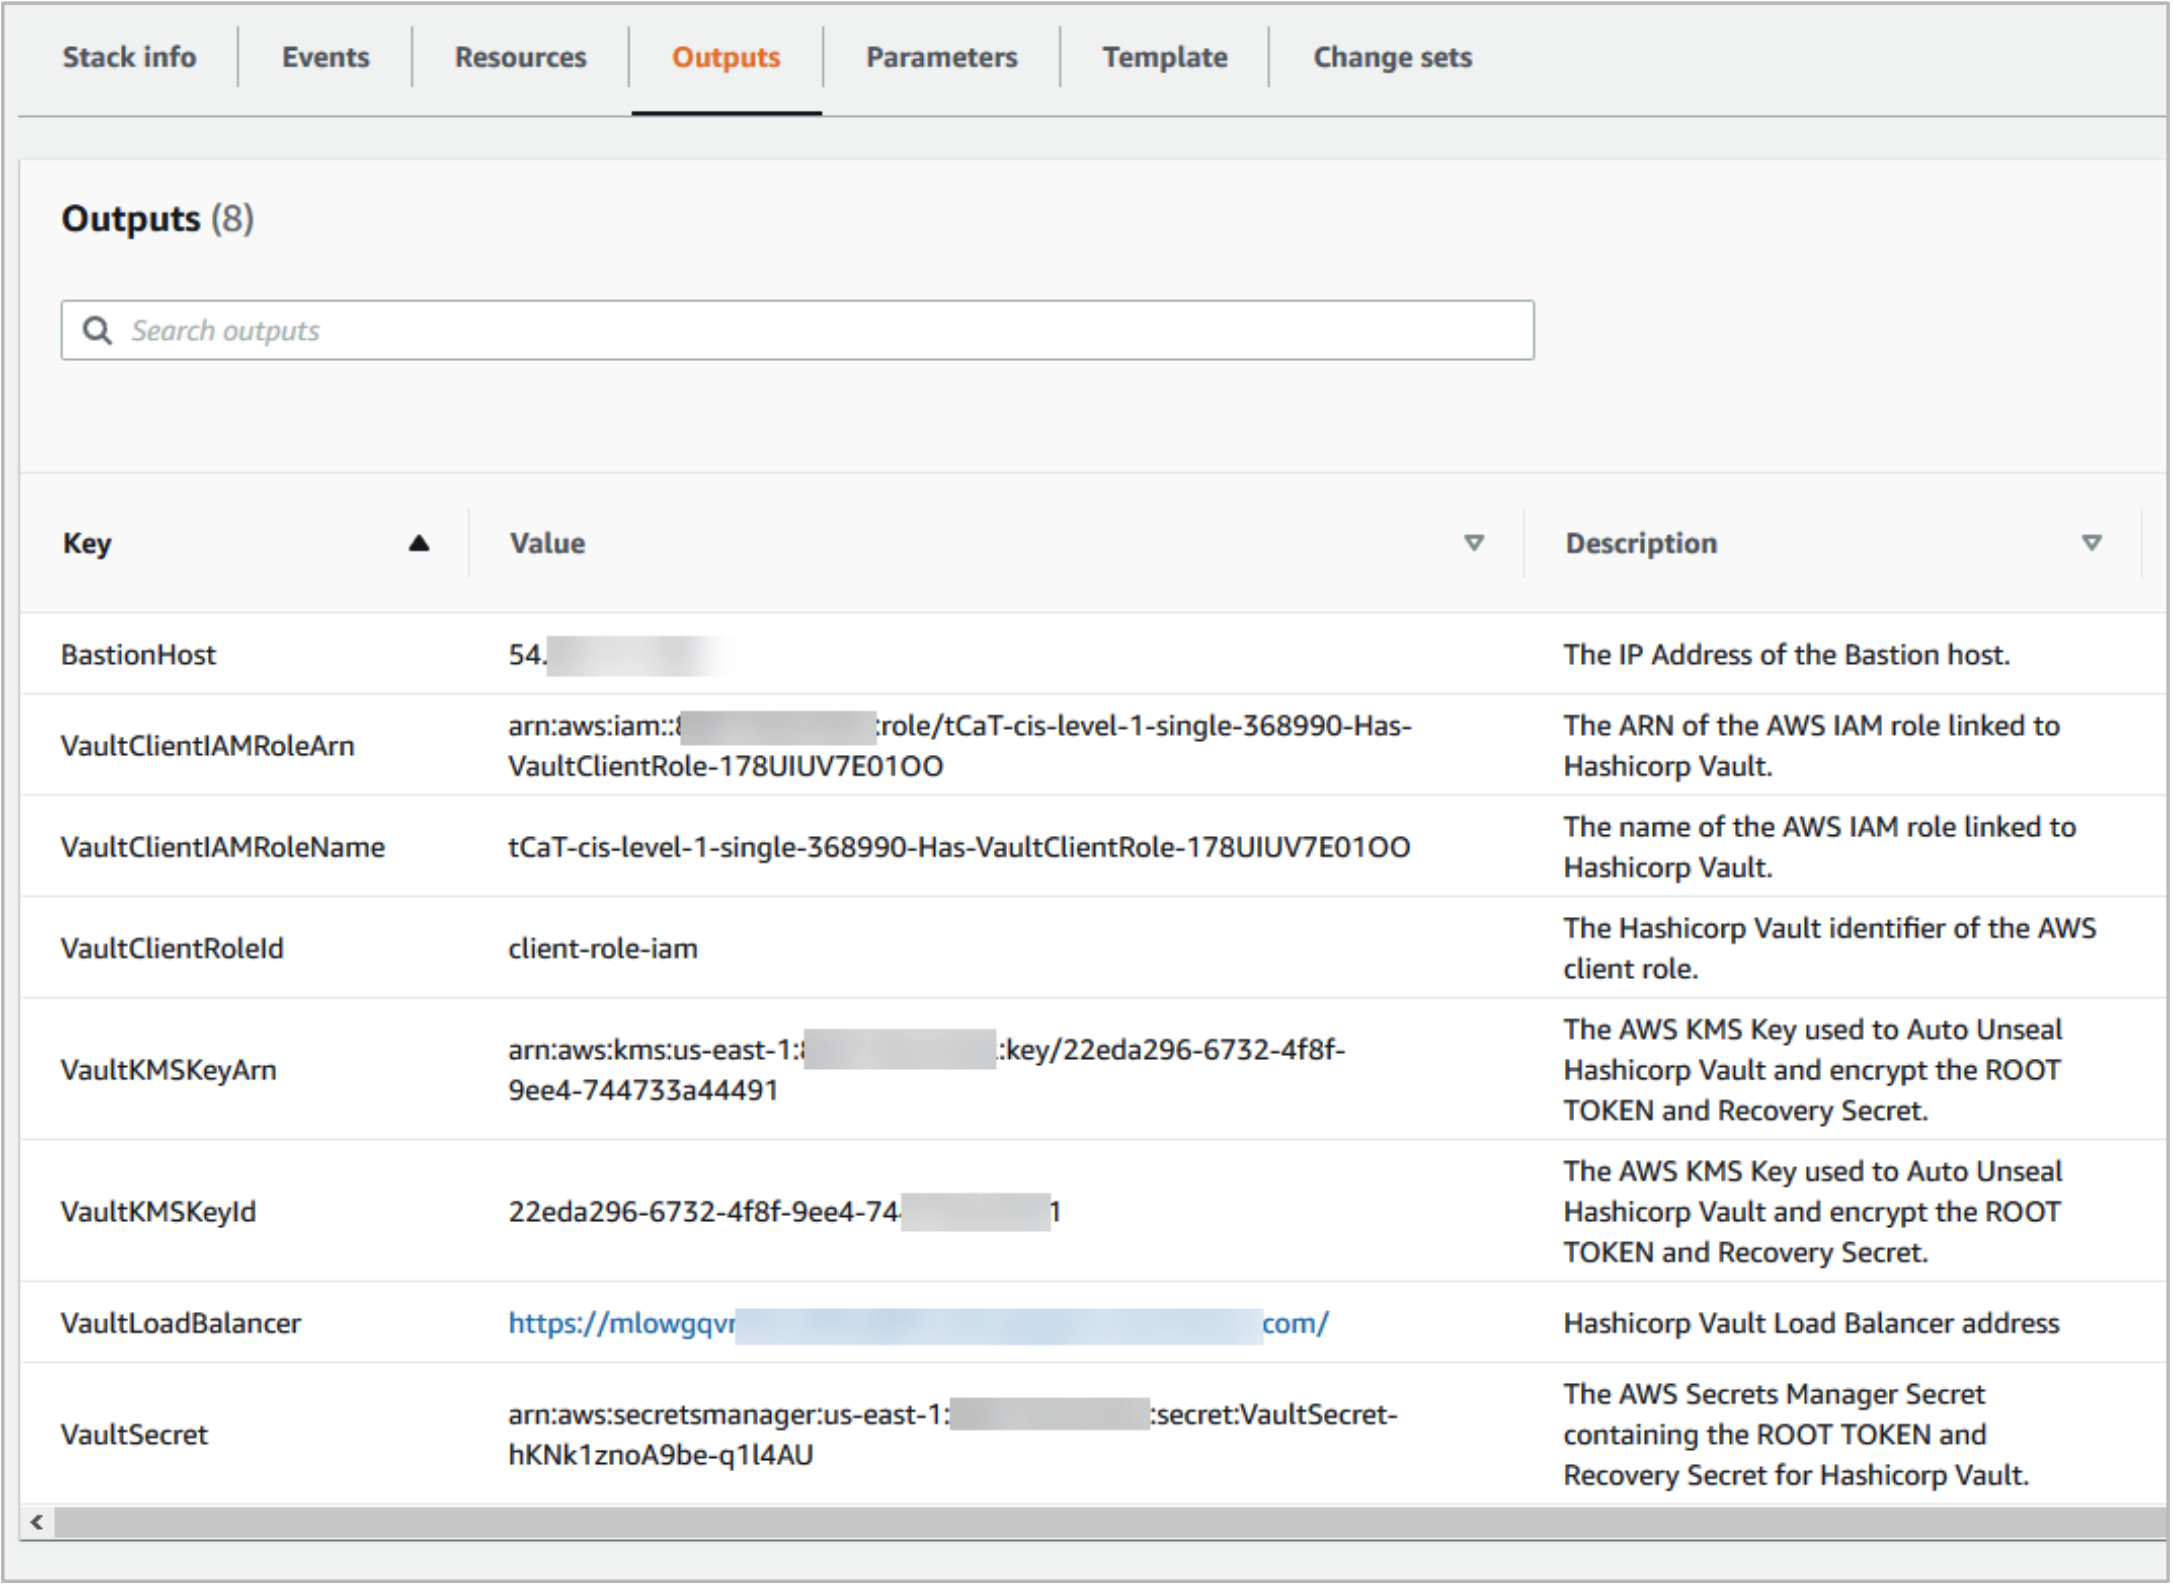 Stack info
Events
Resources
Outputs
Parameters
Template
Change sets
Outputs (8)
Search outputs
Key
Value
Description
BastionHost
54.
The IP Address of the Bastion host.
VaultClientIAMRoleArn
arn:aws:iam:: :role/tCaT-cis-level-1-single-368990-Has-
VaultClientRole-178UIUV7E01OO
The ARN of the AWS IAM role linked to
Hashicorp Vault.
VaultClientIAMRoleName
tCaT-cis-level-1-single-368990-Has-VaultClientRole-178UIUV7E01OO
The name of the AWS IAM role linked to
Hashicorp Vault.
VaultClientRoleId
client-role-iam
The Hashicorp Vault identifier of the AWS
client role.
VaultKMSKeyArn
arn:aws:kms:us-east-1: :key/22eda296-6732-4f8f-
9ee4-744733a44491
The AWS KMS Key used to Auto Unseal
Hashicorp Vault and encrypt the ROOT
TOKEN and Recovery Secret.
VaultKMSKeyId
22eda296-6732-4f8f-9ee4-74 1
The AWS KMS Key used to Auto Unseal
Hashicorp Vault and encrypt the ROOT
TOKEN and Recovery Secret.
VaultLoadBalancer
https://mlowgqv com/
Hashicorp Vault Load Balancer address
VaultSecret
arn:aws:secretsmanager:us-east-1: :secret:VaultSecret-
hKNk1znoA9be-q1l4AU
The AWS Secrets Manager Secret
containing the ROOT TOKEN and
Recovery Secret for Hashicorp Vault.